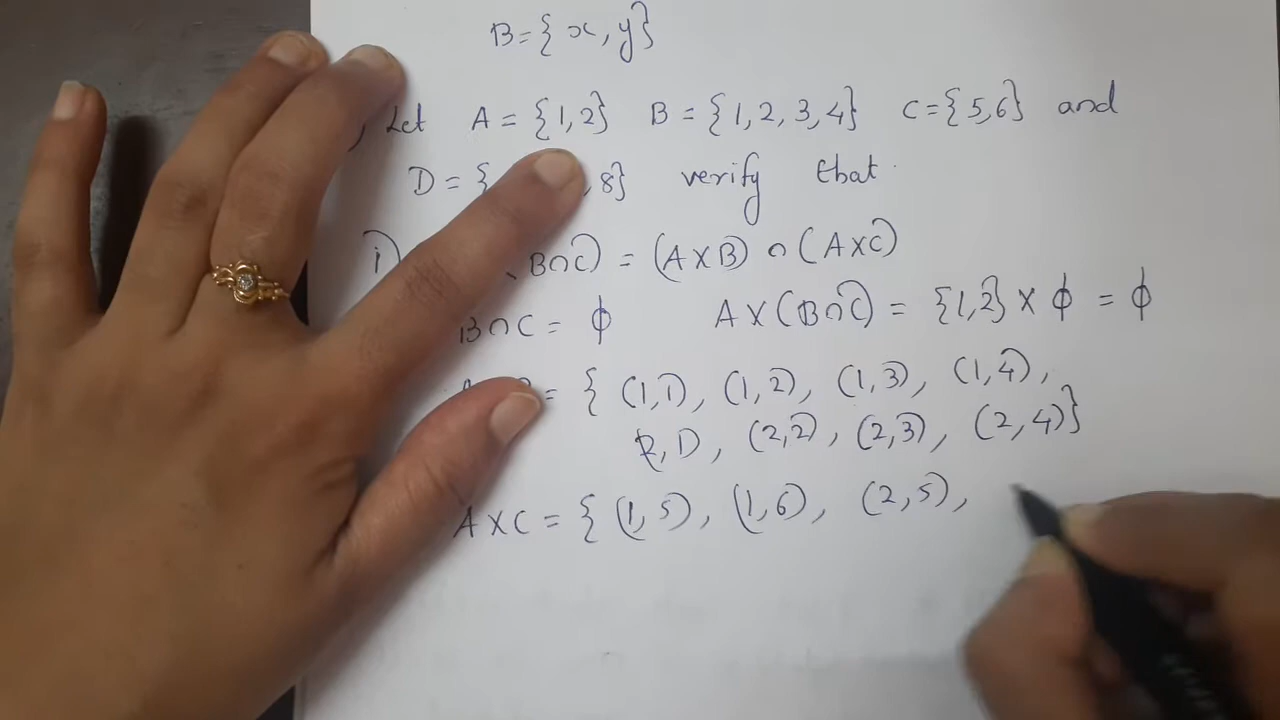 B={x,y}
, Let A = {1,2} B = {1,2,3,4} C={5,6} and
D = { ,8} verify that
i) B∩C) = (A×B) ∩ (A×C)
B∩C = ϕ A×(B∩C) = {1,2} × ϕ = ϕ
= { (1,1), (1,2), (1,3), (1,4),
(2,1), (2,2), (2,3), (2,4)}
A×C = { (1,5), (1,6), (2,5),